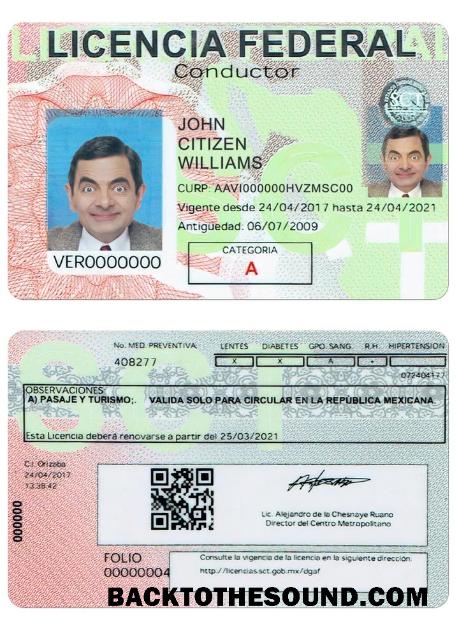 LICENCIA FEDERAL
Conductor
SCT
JOHN
CITIZEN
WILLIAMS
CURP: AAVI000000HVZMSC00
Vigente desde 24/04/2017 hasta 24/04/2021
Antigüedad: 06/07/2009
CATEGORIA
A
VER0000000
No. MED. PREVENTIVA: LENTES DIABETES GPO. SANG. R.H. HIPERTENSION
408277 X X A +
072404177
OBSERVACIONES:
A) PASAJE Y TURISMO;. VALIDA SOLO PARA CIRCULAR EN LA REPÚBLICA MEXICANA
Esta Licencia deberá renovarse a partir del 25/03/2021
C.I. Orizaba
24/04/2017
13:38:42
000000
Lic. Alejandro de la Chesnaye Ruano
Director del Centro Metropolitano
FOLIO
00000004
Consulte la vigencia de la licencia en la siguiente dirección:
http://licencias.sct.gob.mx/dgaf
BACKTOTHESOUND.COM